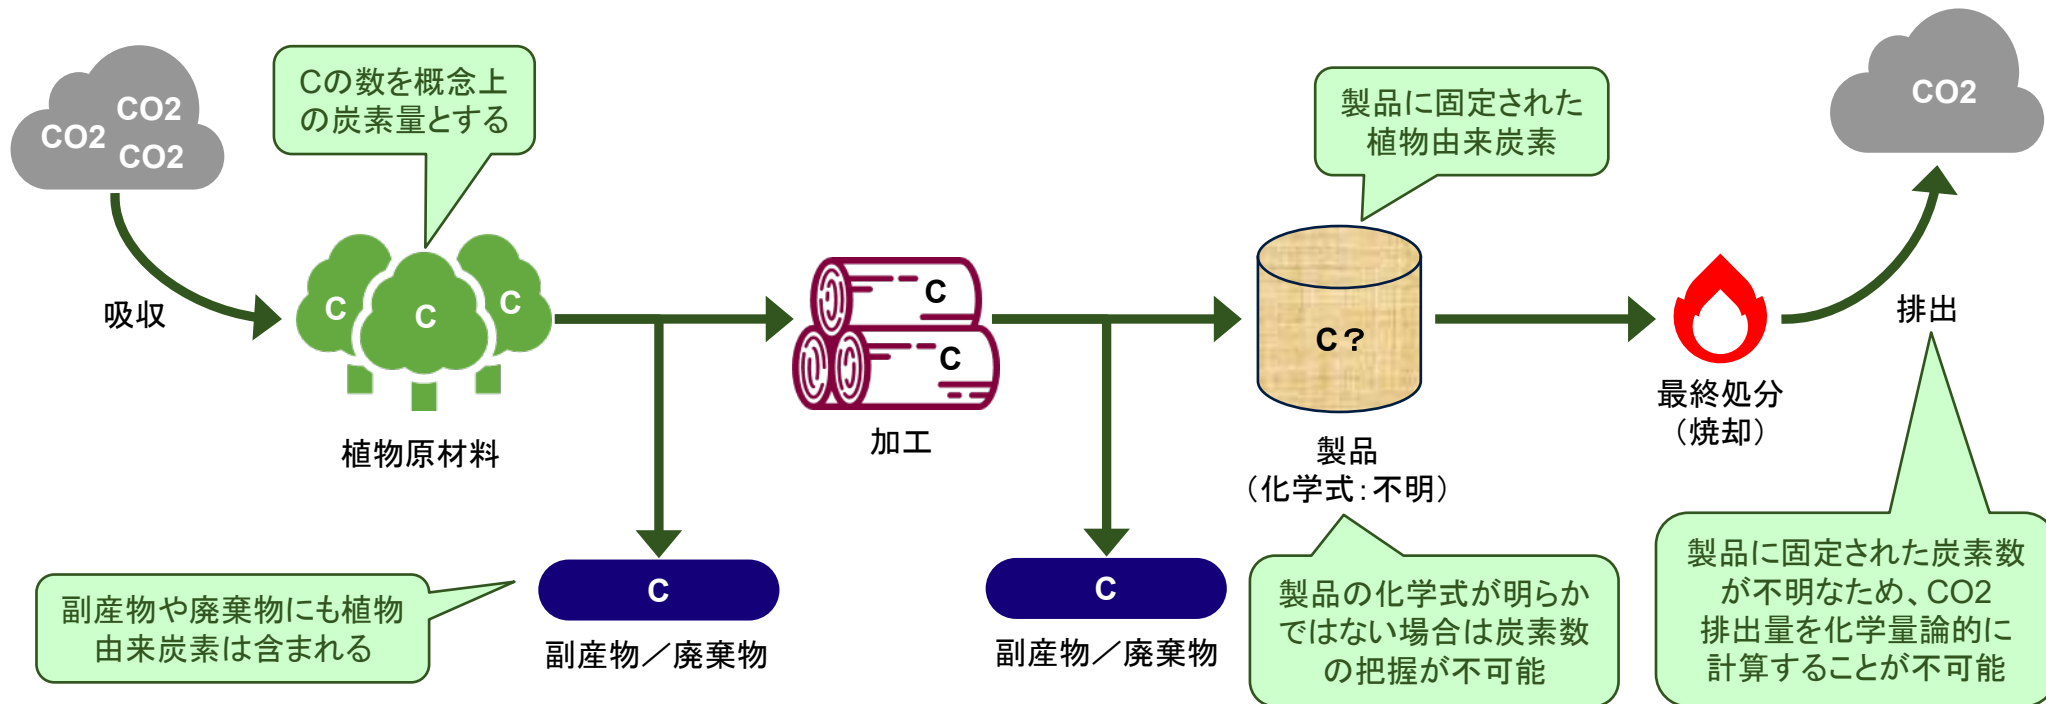 CO2
CO2
CO2
吸収
Cの数を概念上
の炭素量とする
C
C
C
植物原材料
副産物や廃棄物にも植物
由来炭素は含まれる
C
副産物／廃棄物
C
C
加工
C
副産物／廃棄物
製品に固定された
植物由来炭素
C？
製品
（化学式：不明）
製品の化学式が明らか
ではない場合は炭素数
の把握が不可能
最終処分
（焼却）
CO2
排出
製品に固定された炭素数
が不明なため、CO2
排出量を化学量論的に
計算することが不可能